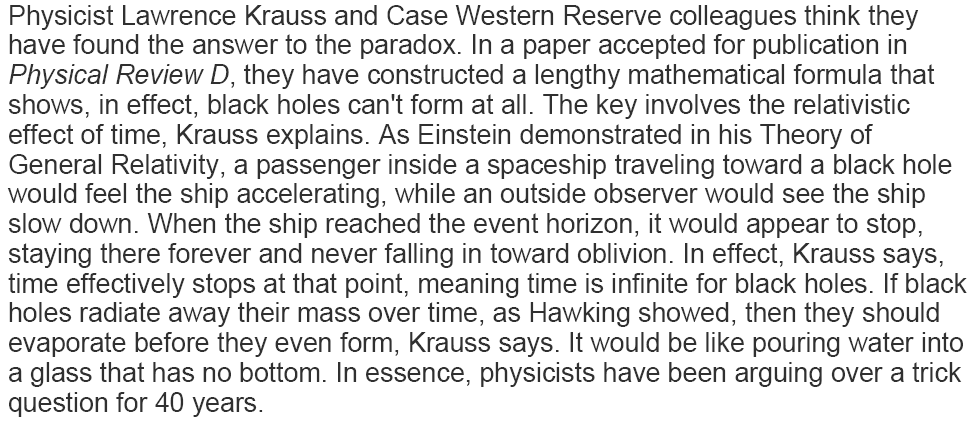 Physicist Lawrence Krauss and Case Western Reserve colleagues think they
have found the answer to the paradox. In a paper accepted for publication in
Physical Review D, they have constructed a lengthy mathematical formula that
shows, in effect, black holes can't form at all. The key involves the relativistic
effect of time, Krauss explains. As Einstein demonstrated in his Theory of
General Relativity, a passenger inside a spaceship traveling toward a black hole
would feel the ship accelerating, while an outside observer would see the ship
slow down. When the ship reached the event horizon, it would appear to stop,
staying there forever and never falling in toward oblivion. In effect, Krauss says,
time effectively stops at that point, meaning time is infinite for black holes. If black
holes radiate away their mass over time, as Hawking showed, then they should
evaporate before they even form, Krauss says. It would be like pouring water into
a glass that has no bottom. In essence, physicists have been arguing over a trick
question for 40 years.